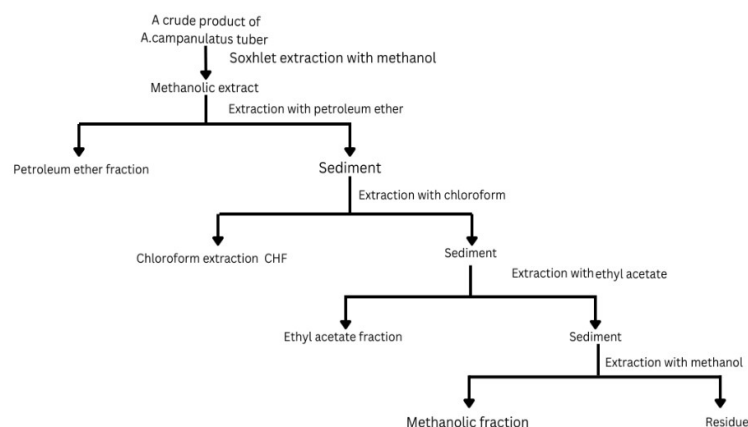 A crude product of
A.campanulatus tuber
Soxhlet extraction with methanol
Methanolic extract
Extraction with petroleum ether
Petroleum ether fraction
Sediment
Extraction with chloroform
Chloroform extraction CHF
Sediment
Extraction with ethyl acetate
Ethyl acetate fraction
Sediment
Extraction with methanol
Methanolic fraction
Residue